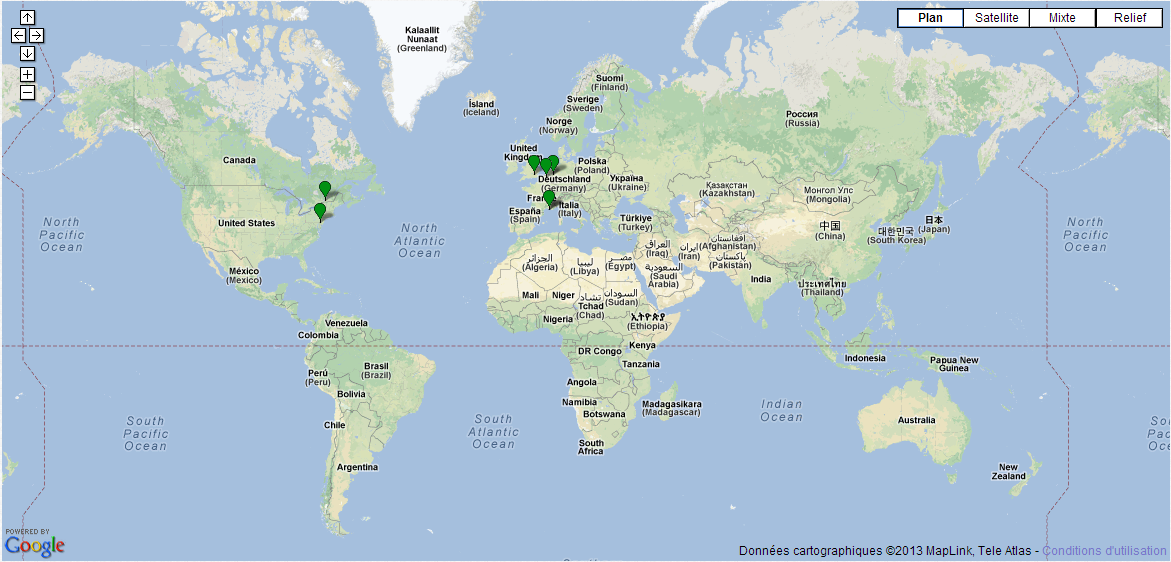 Plan
Satellite
Mixte
Relief
Kalaallit
Nunaat
(Greenland)
Ísland
(Iceland)
Suomi
(Finland)
Sverige
(Sweden)
Norge
(Norway)
Россия
(Russia)
United
Kingdom
Polska
(Poland)
Deutschland
(Germany)
Україна
(Ukraine)
Қазақстан
(Kazakhstan)
Монгол Улс
(Mongolia)
Canada
United States
North
Pacific
Ocean
North
Atlantic
Ocean
España
(Spain)
Italia
(Italy)
Türkiye
(Turkey)
中国
(China)
대한민국
(South Korea)
日本
(Japan)
North
Pacific
Ocean
México
(Mexico)
الجزائر
(Algeria)
ليبيا
(Libya)
مصر
(Egypt)
العراق
(Iraq)
ایران
(Iran)
افغانستان
(Afghanistan)
پاکستان
(Pakistan)
السعودية
(Saudi
Arabia)
India
ประเทศไทย
(Thailand)
Mali
Niger
تشاد
Tchad
(Chad)
السودان
(Sudan)
Nigeria
ኢትዮጵያ
(Ethiopia)
Venezuela
Colombia
Kenya
DR Congo
Tanzania
Indonesia
Papua New
Guinea
Perú
(Peru)
Brasil
(Brazil)
Bolivia
Angola
Namibia
Botswana
Madagasikara
(Madagascar)
Indian
Ocean
Australia
South
Pacific
Ocean
Chile
South
Atlantic
Ocean
South
Africa
Argentina
New
Zealand
POWERED BY
Google
Données cartographiques ©2013 MapLink, Tele Atlas - Conditions d'utilisation